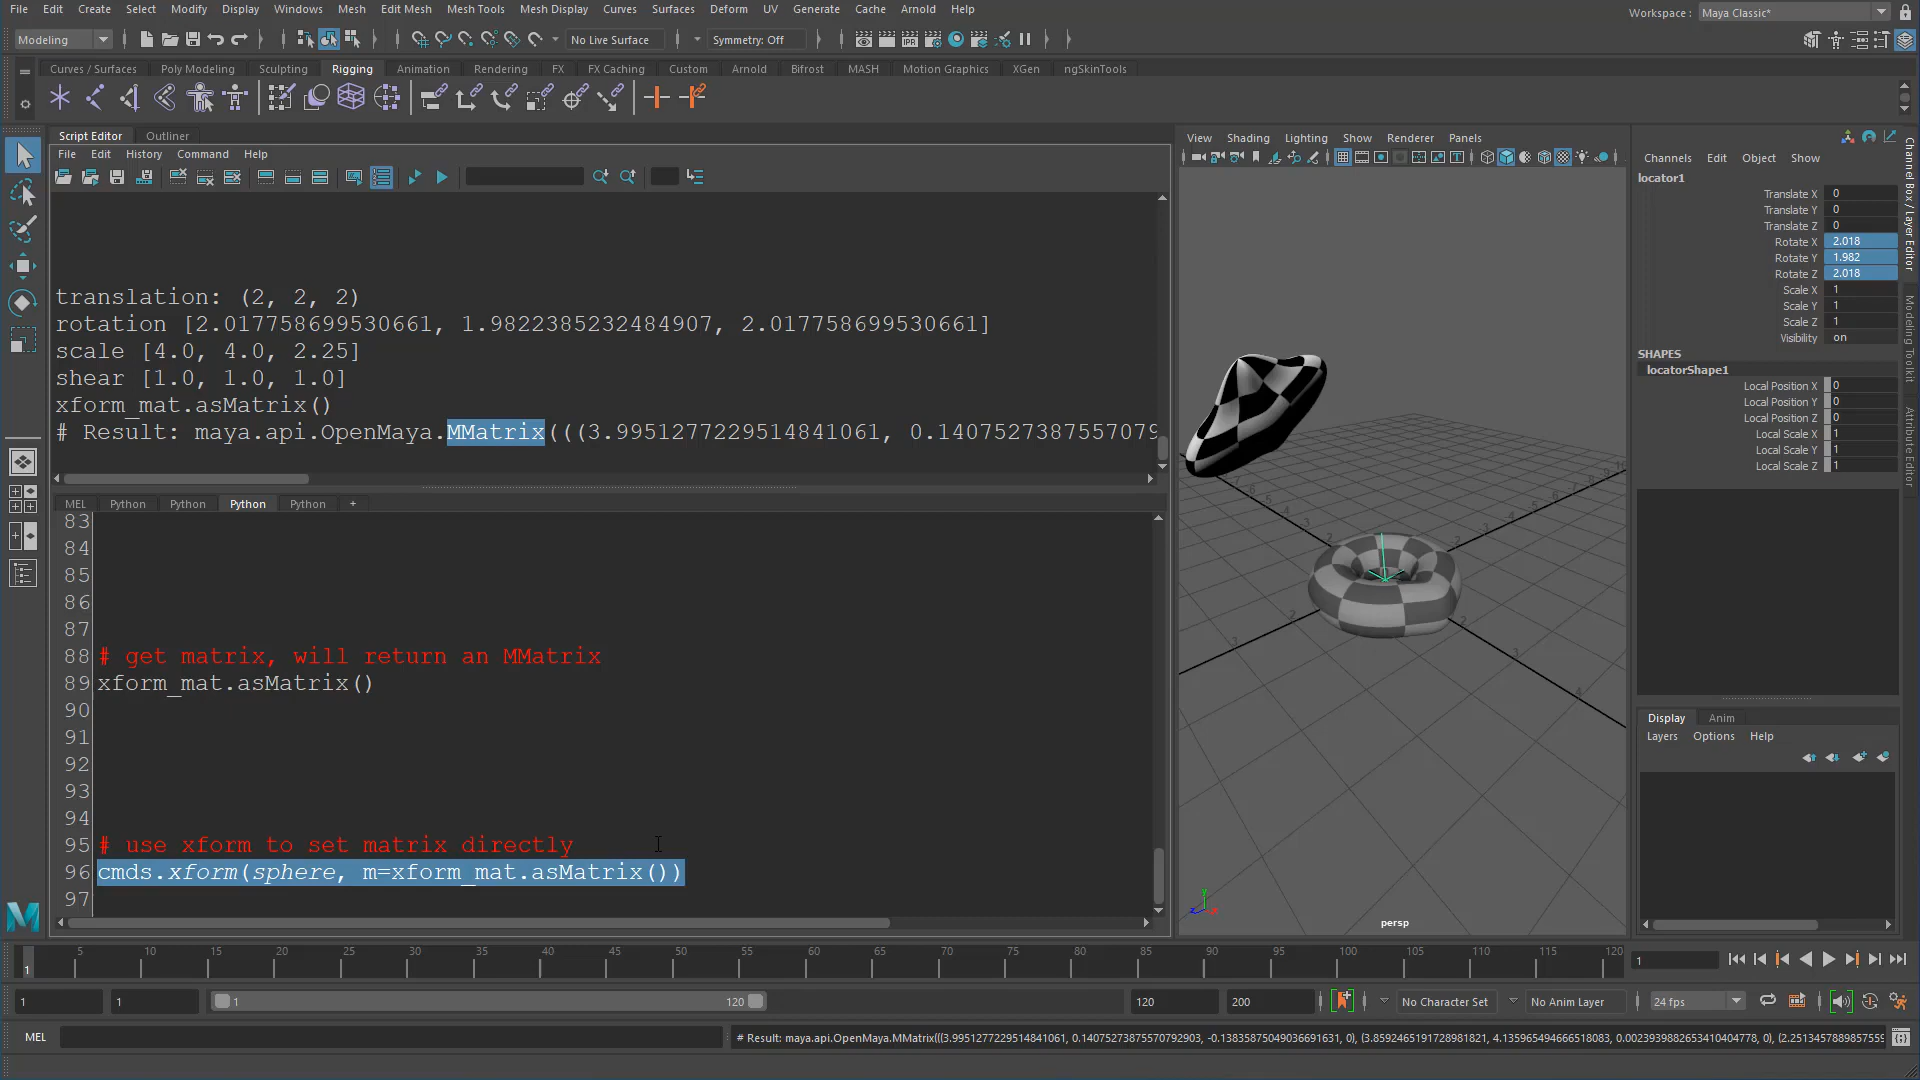 File Edit Create Select Modify Display Windows Mesh Edit Mesh Mesh Tools Mesh Display Curves Surfaces Deform UV Generate Cache Arnold Help
Workspace : Maya Classic*
Modeling No Live Surface Symmetry: Off
Curves / Surfaces Poly Modeling Sculpting Rigging Animation Rendering FX FX Caching Custom Arnold Bifrost MASH Motion Graphics XGen ngSkinTools
Script Editor Outliner
File Edit History Command Help
translation: (2, 2, 2)
rotation [2.017758699530661, 1.9822385232484907, 2.017758699530661]
scale [4.0, 4.0, 2.25]
shear [1.0, 1.0, 1.0]
xform_mat.asMatrix()
# Result: maya.api.OpenMaya.MMatrix(((3.9951277229514841061, 0.1407527387557079
MEL Python Python Python Python +
83
84
85
86
87
88 # get matrix, will return an MMatrix
89 xform_mat.asMatrix()
90
91
92
93
94
95 # use xform to set matrix directly
96 cmds.xform(sphere, m=xform_mat.asMatrix())
97
View Shading Lighting Show Renderer Panels
persp
Channels Edit Object Show
locator1
Translate X 0
Translate Y 0
Translate Z 0
Rotate X 2.018
Rotate Y 1.982
Rotate Z 2.018
Scale X 1
Scale Y 1
Scale Z 1
Visibility on
SHAPES
locatorShape1
Local Position X 0
Local Position Y 0
Local Position Z 0
Local Scale X 1
Local Scale Y 1
Local Scale Z 1
Channel Box / Layer Editor
Modeling Toolkit
Attribute Editor
Display Anim
Layers Options Help
1 5 10 15 20 25 30 35 40 45 50 55 60 65 70 75 80 85 90 95 100 105 110 115 120 1
1 1 1 120 120 200 No Character Set No Anim Layer 24 fps
MEL # Result: maya.api.OpenMaya.MMatrix(((3.9951277229514841061, 0.14075273875570792903, -0.13835875049036691631, 0), (3.8592465191728981821, 4.135965494666518083, 0.002393988265341040477​8, 0), (2.2513457889857559